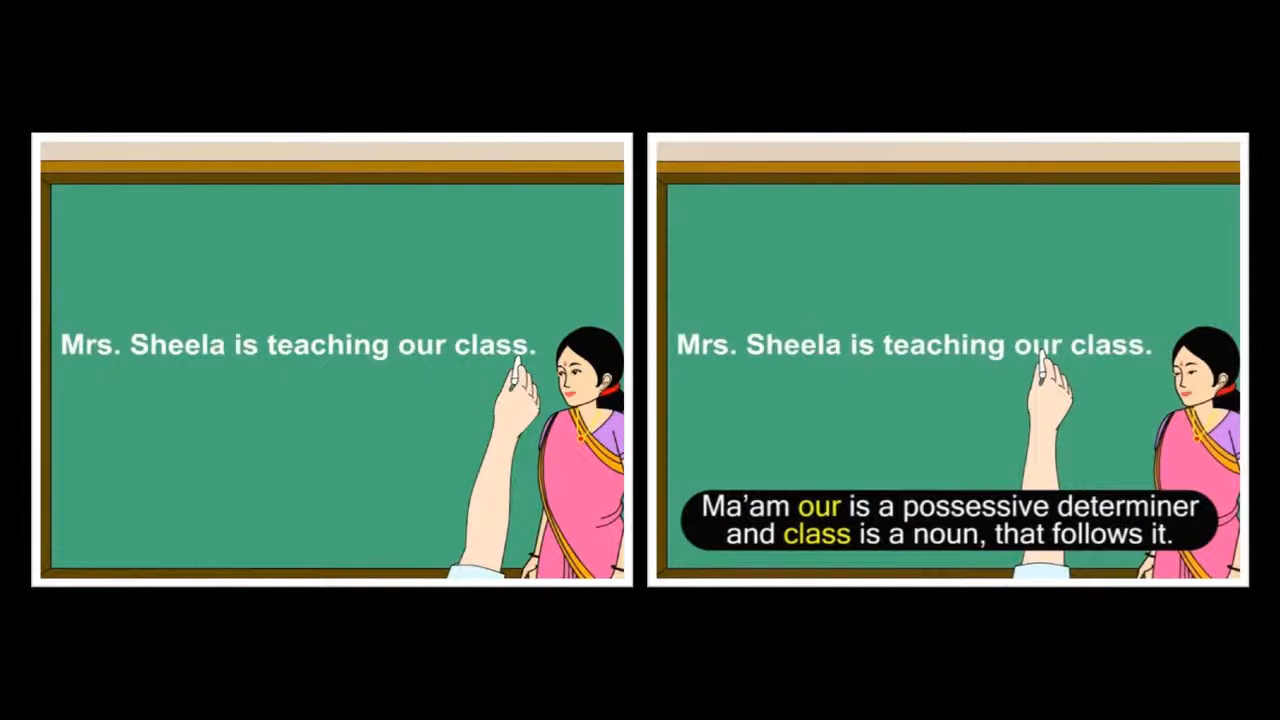 Mrs. Sheela is teaching our class.
Mrs. Sheela is teaching our class.
Ma’am our is a possessive determiner
and class is a noun, that follows it.